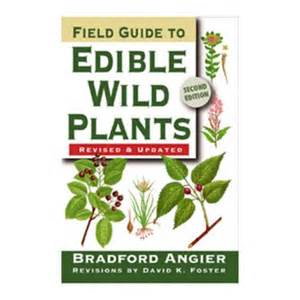 FIELD GUIDE TO
EDIBLE
WILD
PLANTS
SECOND
EDITION
REVISED & UPDATED
BRADFORD ANGIER
REVISIONS BY DAVID K. FOSTER